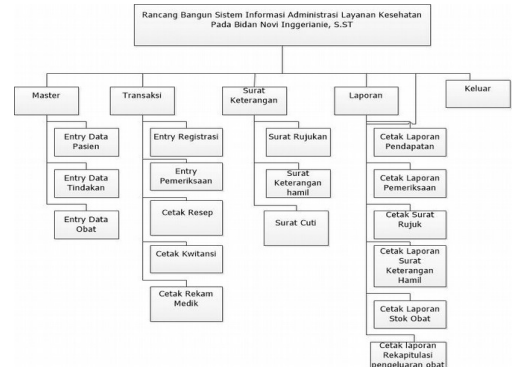 Rancang Bangun Sistem Informasi Administrasi Layanan Kesehatan
Pada Bidan Novi Inggerianie, S.ST
Master
Transaksi
Surat
Keterangan
Laporan
Keluar
Entry Data
Pasien
Entry Data
Tindakan
Entry Data
Obat
Entry Registrasi
Entry
Pemeriksaan
Cetak Resep
Cetak Kwitansi
Cetak Rekam
Medik
Surat Rujukan
Surat
Keterangan
hamil
Surat Cuti
Cetak Laporan
Pendapatan
Cetak Laporan
Pemeriksaan
Cetak Surat
Rujuk
Cetak Laporan
Surat
Keterangan
Hamil
Cetak Laporan
Stok Obat
Cetak laporan
Rekapitulasi
pengeluaran obat